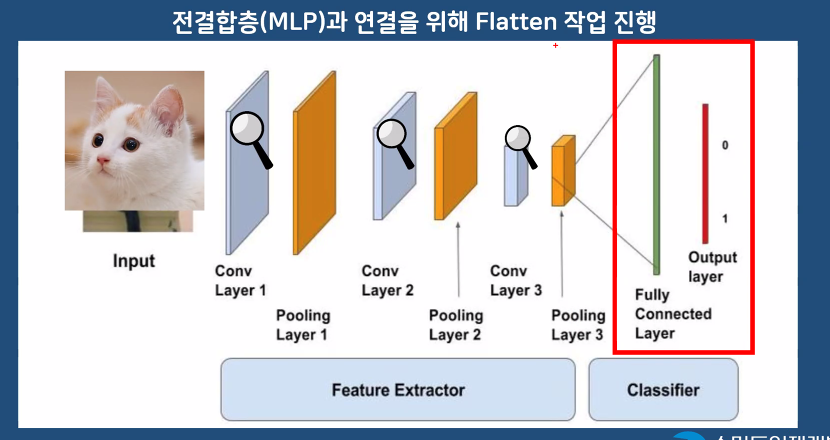 전결합층(MLP)과 연결을 위해 Flatten 작업 진행
Input
Conv
Layer 1
Pooling
Layer 1
Conv
Layer 2
Pooling
Layer 2
Conv
Layer 3
Pooling
Layer 3
Fully
Connected
Layer
0
1
Output
layer
Feature Extractor
Classifier